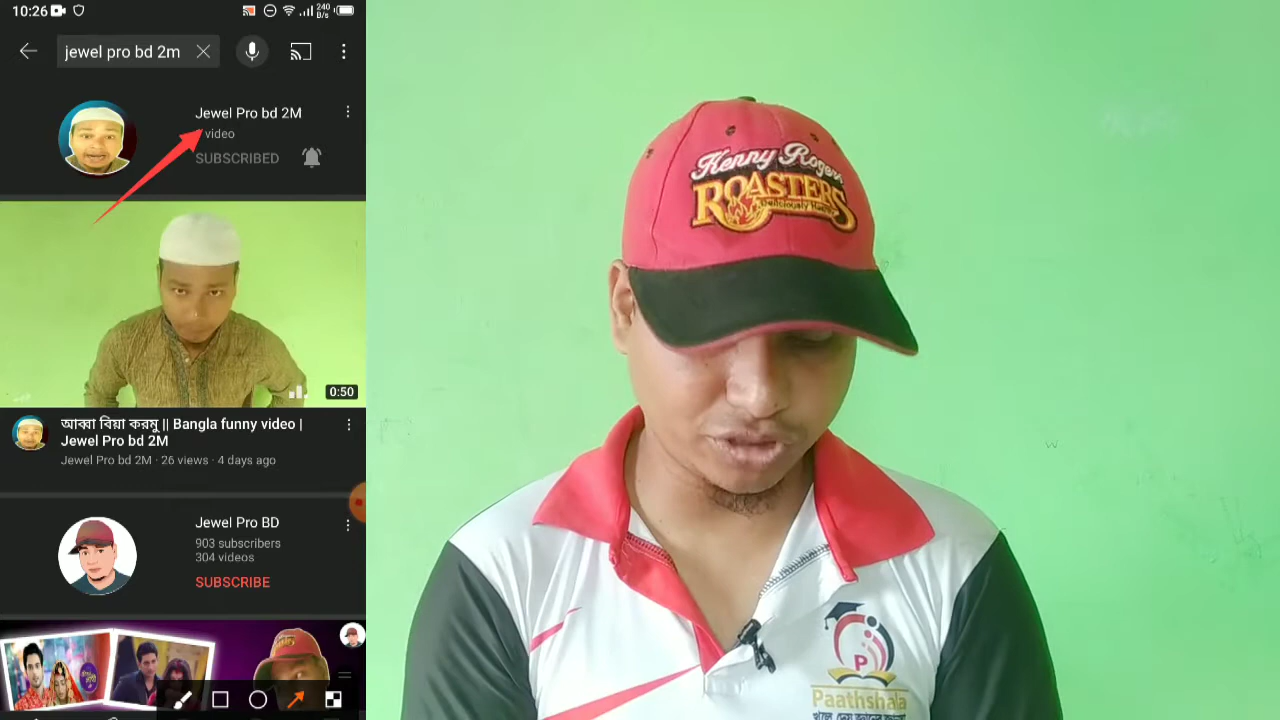 10:26
240
B/s
jewel pro bd 2m
Jewel Pro bd 2M
video
SUBSCRIBED
0:50
আব্বা বিয়া করমু || Bangla funny video |
Jewel Pro bd 2M
Jewel Pro bd 2M · 26 views · 4 days ago
Jewel Pro BD
903 subscribers
304 videos
SUBSCRIBE
Kenny Rogers
ROASTERS
Deliciously
P
Paathshala